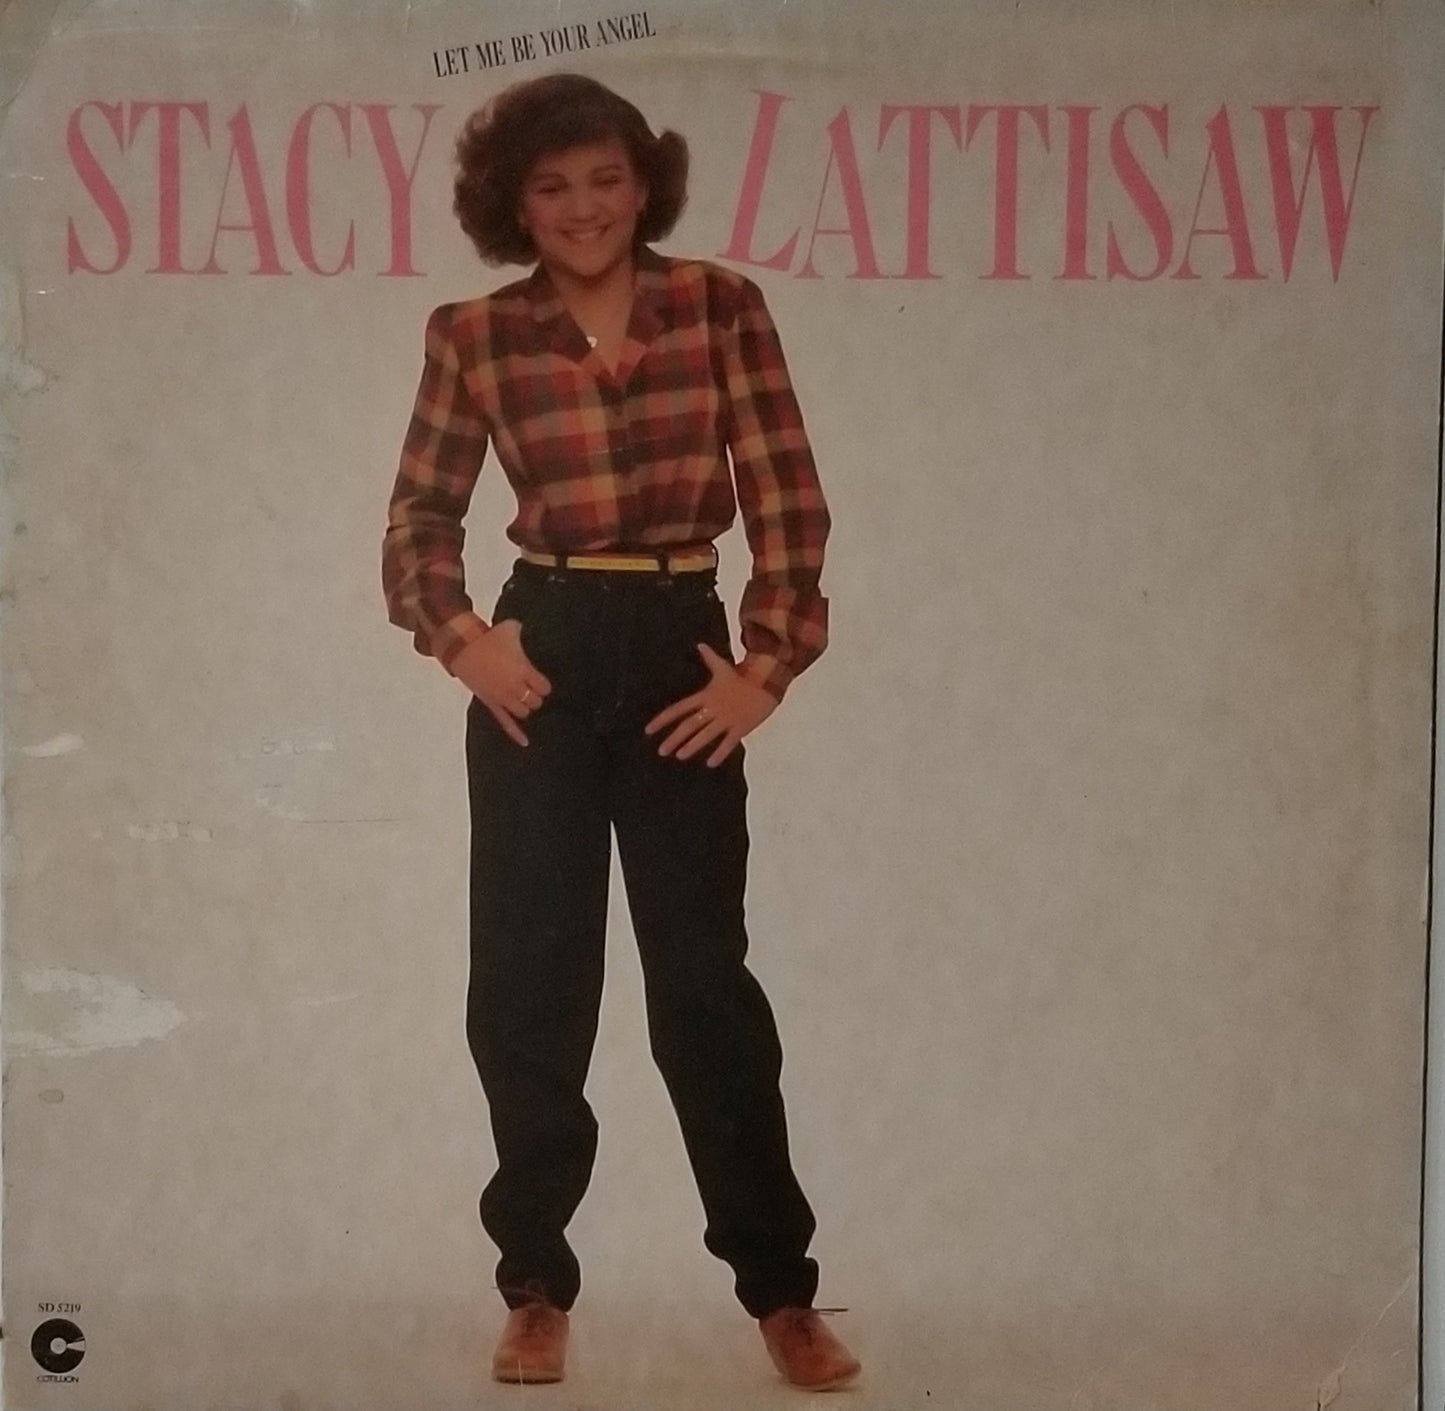 LET ME BE YOUR ANGEL
STACY LATTISAW
SD 5219
COTILLION